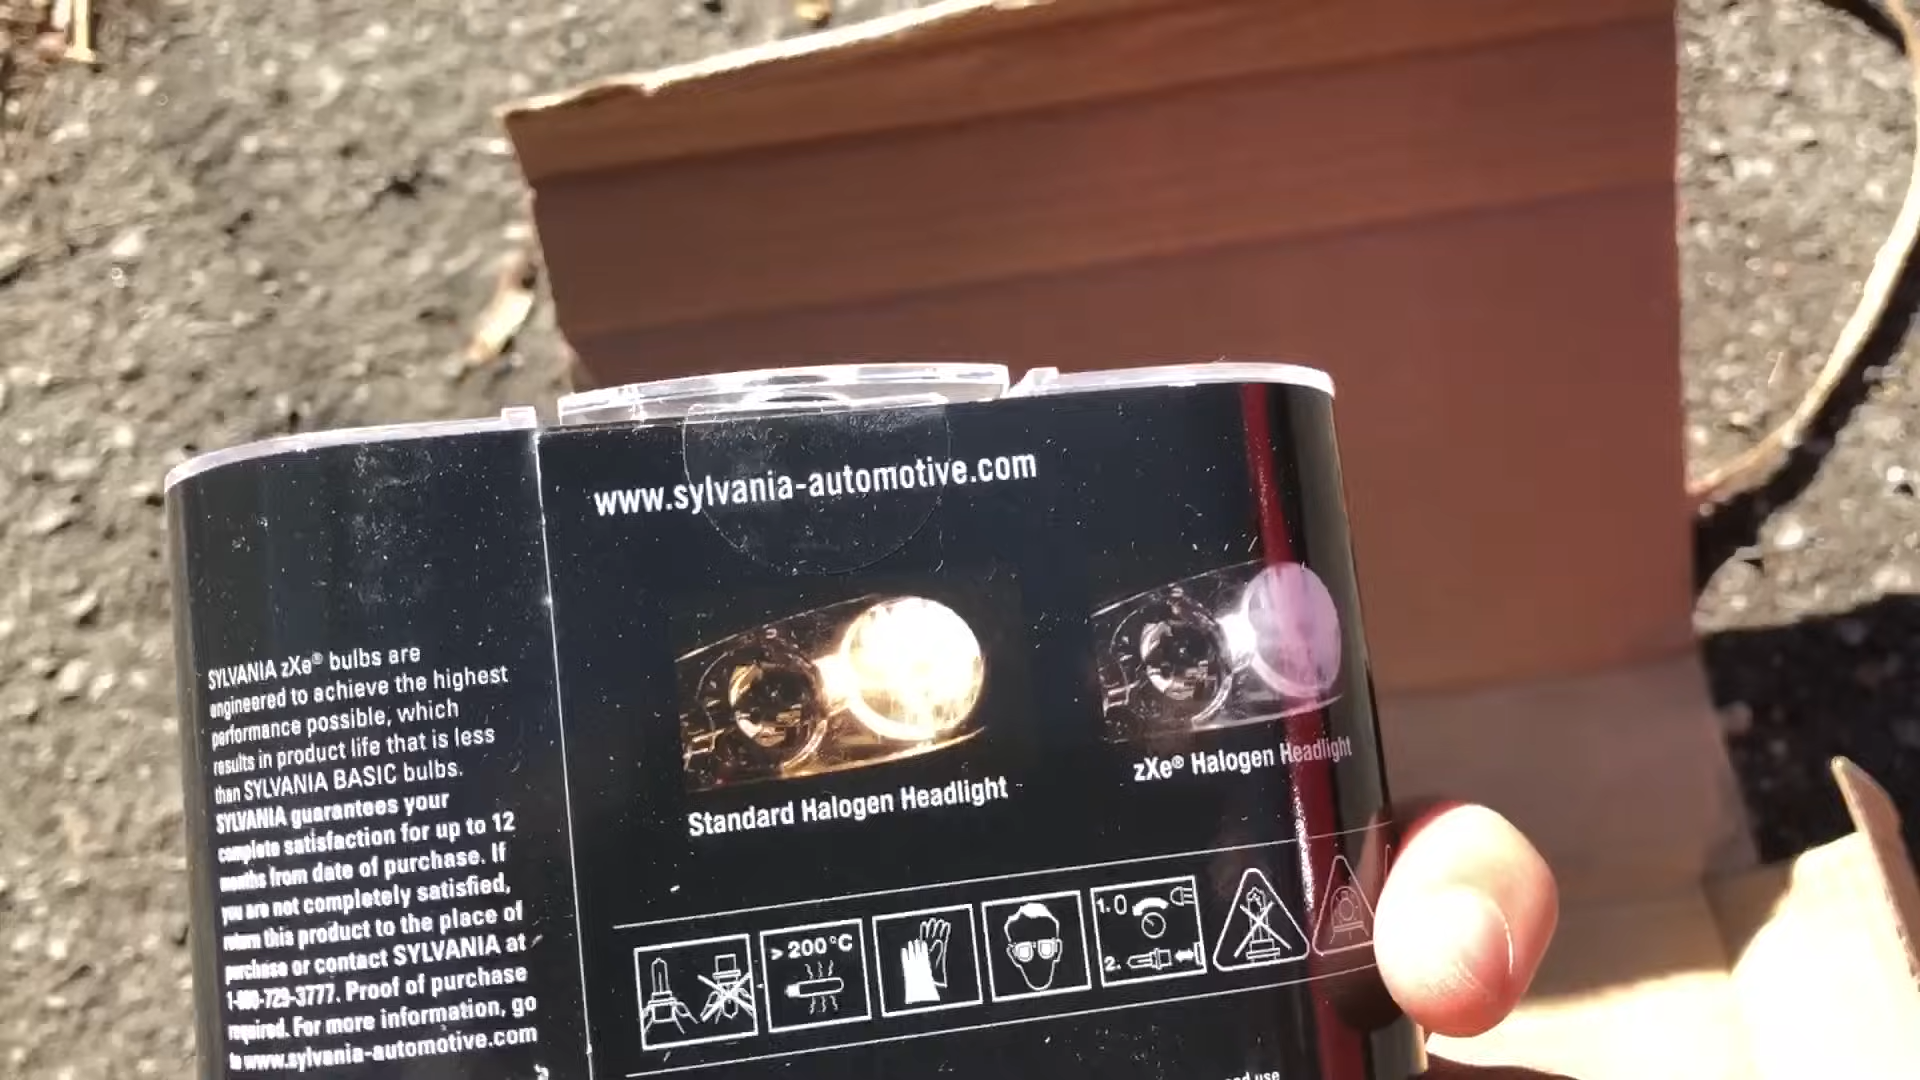 www.sylvania-automotive.com
SYLVANIA zXe® bulbs are
engineered to achieve the highest
performance possible, which
results in product life that is less
than SYLVANIA BASIC bulbs.
SYLVANIA guarantees your
complete satisfaction for up to 12
months from date of purchase. If
you are not completely satisfied,
return this product to the place of
purchase or contact SYLVANIA at
1-800-729-3777. Proof of purchase
required. For more information, go
to www.sylvania-automotive.com
Standard Halogen Headlight
zXe® Halogen Headlight
> 200°C
1. 0
2.
use